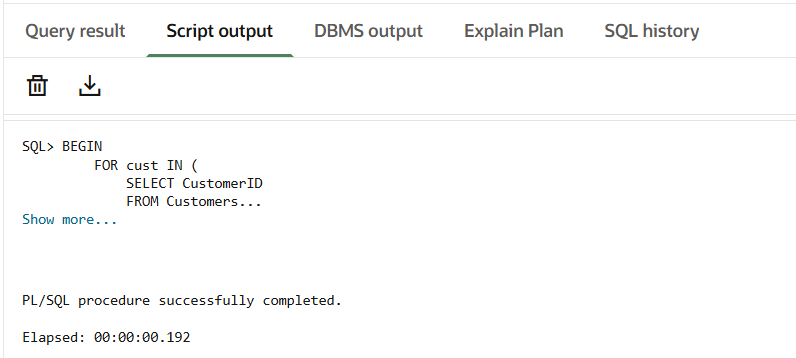 Query result Script output DBMS output Explain Plan SQL history
SQL> BEGIN
FOR cust IN (
SELECT CustomerID
FROM Customers...
Show more...
PL/SQL procedure successfully completed.
Elapsed: 00:00:00.192